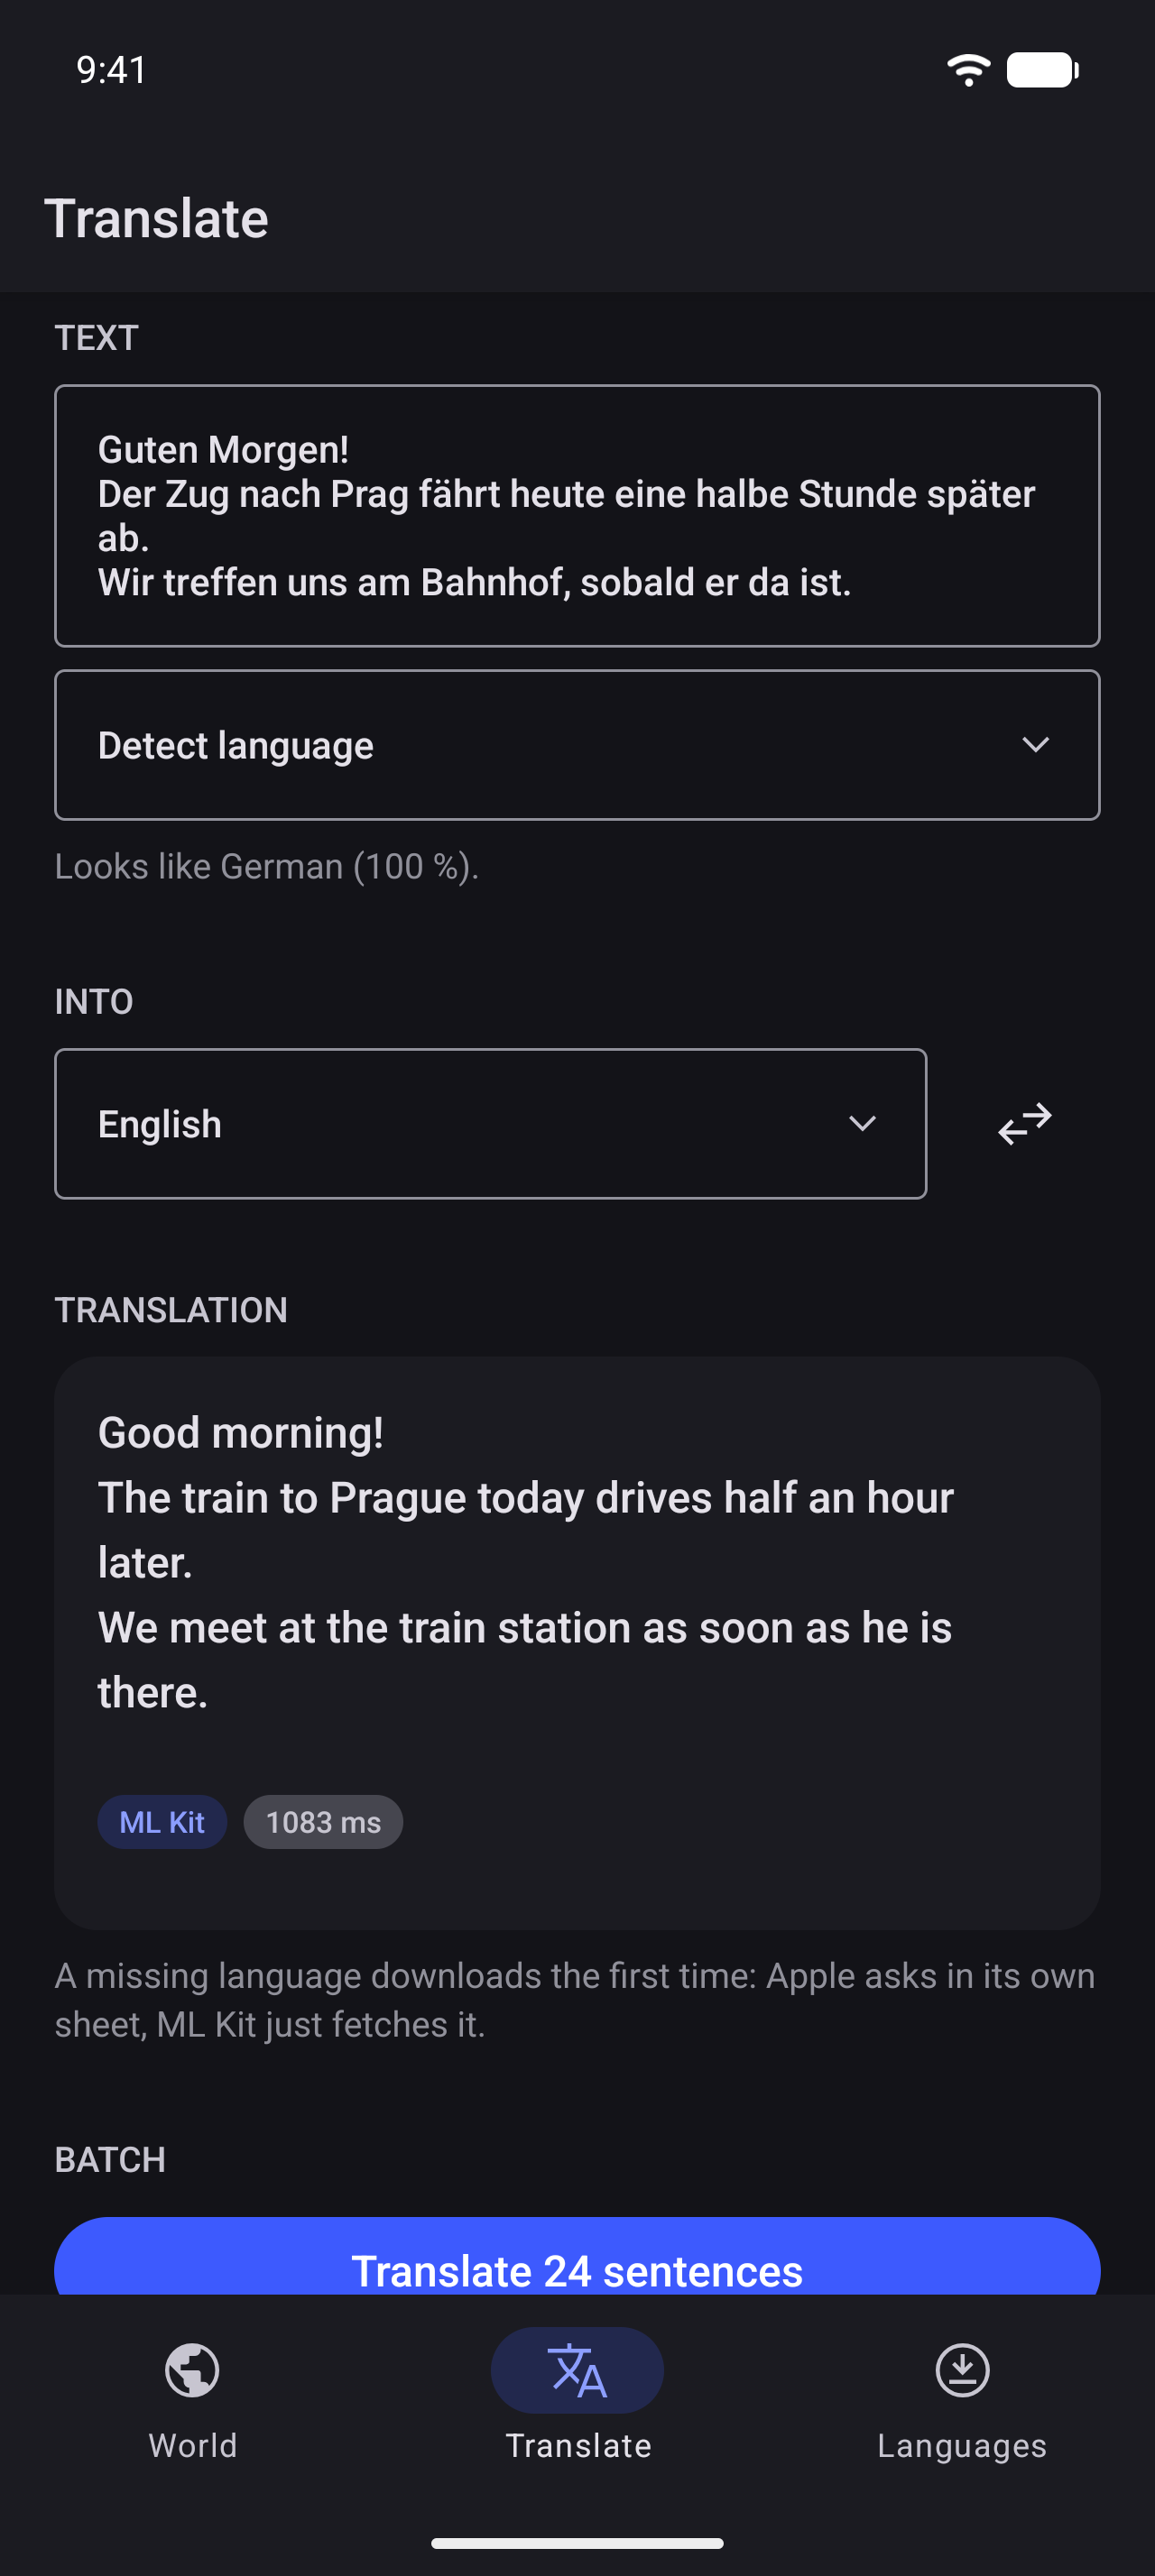 9:41
Translate
TEXT
Guten Morgen!
Der Zug nach Prag fährt heute eine halbe Stunde später
ab.
Wir treffen uns am Bahnhof, sobald er da ist.
Detect language
Looks like German (100 %).
INTO
English
TRANSLATION
Good morning!
The train to Prague today drives half an hour
later.
We meet at the train station as soon as he is
there.
ML Kit
1083 ms
A missing language downloads the first time: Apple asks in its own
sheet, ML Kit just fetches it.
BATCH
Translate 24 sentences
World
Translate
Languages